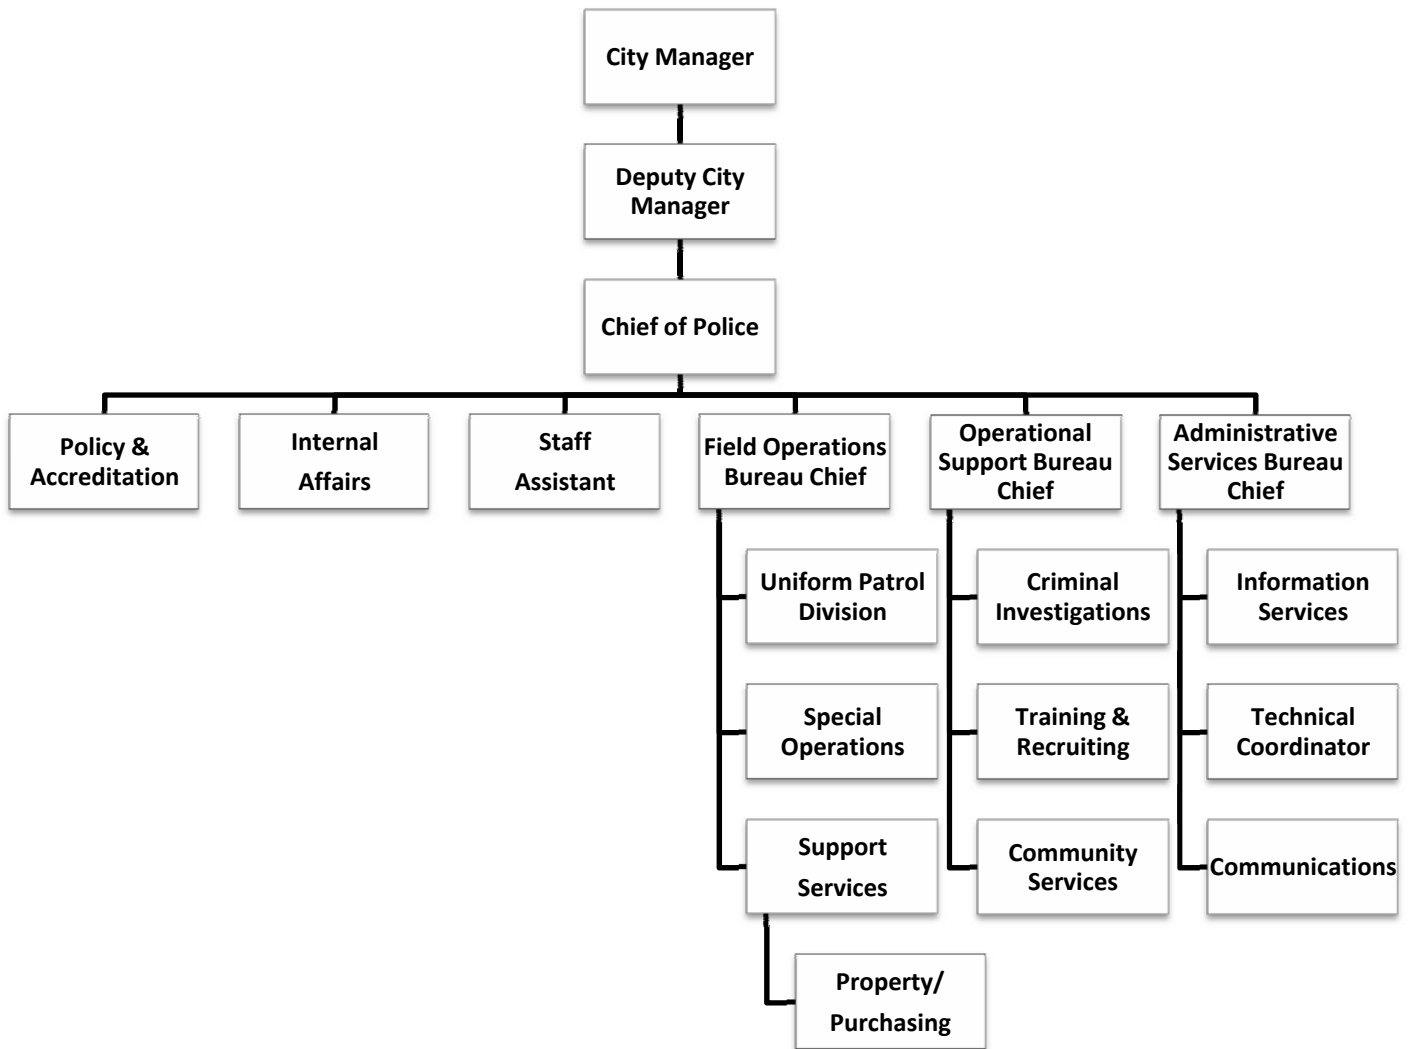 City Manager
Deputy City
Manager
Chief of Police
Policy &
Accreditation
Internal
Affairs
Staff
Assistant
Field Operations
Bureau Chief
Operational
Support Bureau
Chief
Administrative
Services Bureau
Chief
Uniform Patrol
Division
Criminal
Investigations
Information
Services
Special
Operations
Training &
Recruiting
Technical
Coordinator
Support
Services
Community
Services
Communications
Property/
Purchasing